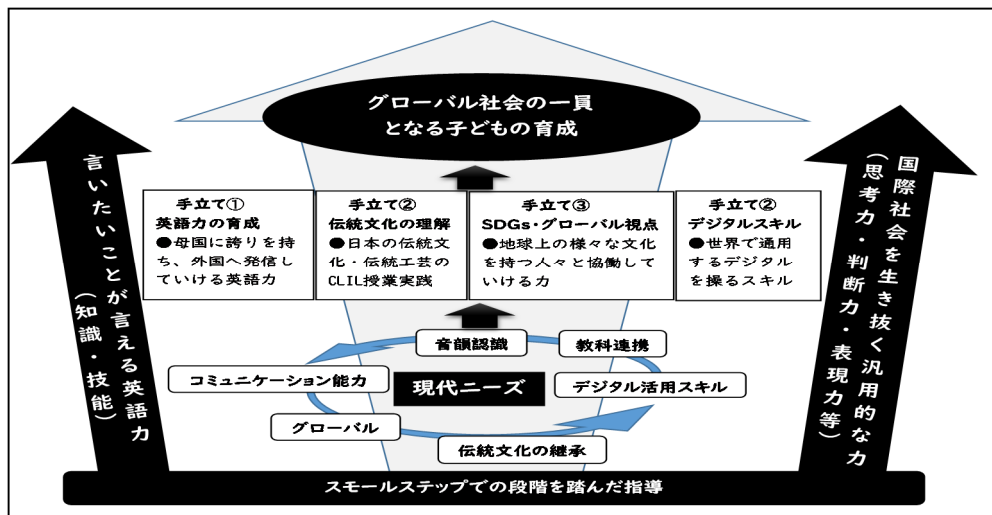 グローバル社会の一員
となる子どもの育成
言いたいことが言える英語力
(知識・技能)
国際社会を生き抜く汎用的な力
(思考力・判断力・表現力等)
手立て①
英語力の育成
●母国に誇りを持
ち、外国へ発信し
ていける英語力
手立て②
伝統文化の理解
●日本の伝統文
化・伝統工芸の
CLIL授業実践
手立て③
SDGs・グローバル視点
●地球上の様々な文化
を持つ人々と協働して
いける力
手立て②
デジタルスキル
●世界で通用
するデジタル
を操るスキル
音韻認識
教科連携
コミュニケーション能力
現代ニーズ
デジタル活用スキル
グローバル
伝統文化の継承
スモールステップでの段階を踏んだ指導